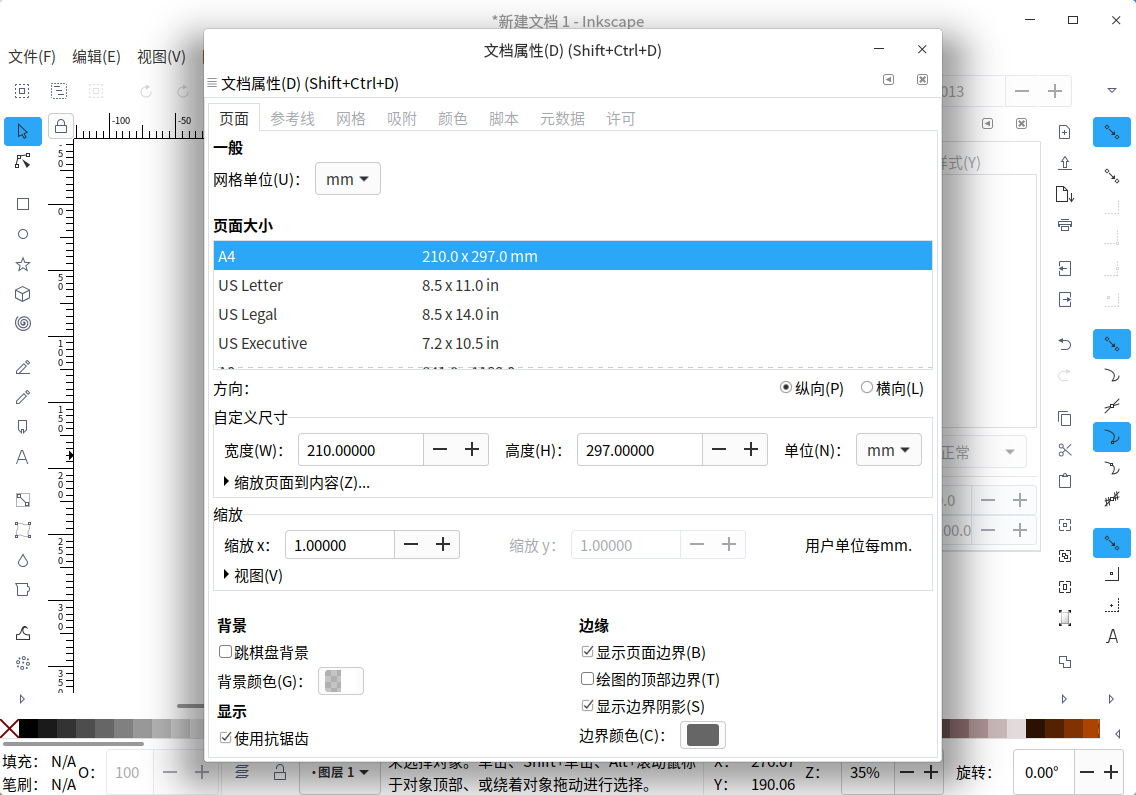 *新建文档 1 - Inkscape
文件(F) 编辑(E) 视图(V)
文档属性(D) (Shift+Ctrl+D)
文档属性(D) (Shift+Ctrl+D)
页面 参考线 网格 吸附 颜色 脚本 元数据 许可
-100 -50
013
样式(Y)
一般
网格单位(U): mm
页面大小
A4 210.0 x 297.0 mm
US Letter 8.5 x 11.0 in
US Legal 8.5 x 14.0 in
US Executive 7.2 x 10.5 in
方向: 纵向(P) 横向(L)
自定义尺寸
宽度(W): 210.00000 高度(H): 297.00000 单位(N): mm
正常
缩放页面到内容(Z)...
缩放
缩放 x: 1.00000 缩放 y: 1.00000 用户单位每mm.
视图(V)
背景
跳棋盘背景
背景颜色(G):
显示
使用抗锯齿
边缘
显示页面边界(B)
绘图的顶部边界(T)
显示边界阴影(S)
边界颜色(C):
填充: N/A
笔刷: N/A
O: 100
图层 1
未选择对象。单击、Shift+单击、Alt+滚动鼠标
于对象顶部、或绕着对象拖动进行选择。
X: 276.67
Y: 190.06
Z: 35%
旋转: 0.00°